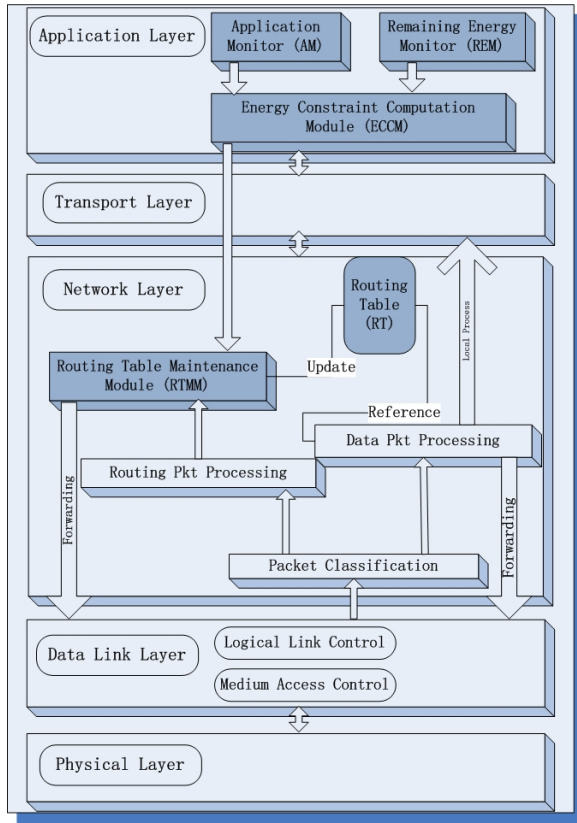 Application Layer
Application
Monitor (AM)
Remaining Energy
Monitor (REM)
Energy Constraint Computation
Module (ECCM)
Transport Layer
Network Layer
Routing
Table
(RT)
Local Process
Routing Table Maintenance
Module (RTMM)
Update
Reference
Data Pkt Processing
Routing Pkt Processing
Forwarding
Forwarding
Packet Classification
Data Link Layer
Logical Link Control
Medium Access Control
Physical Layer